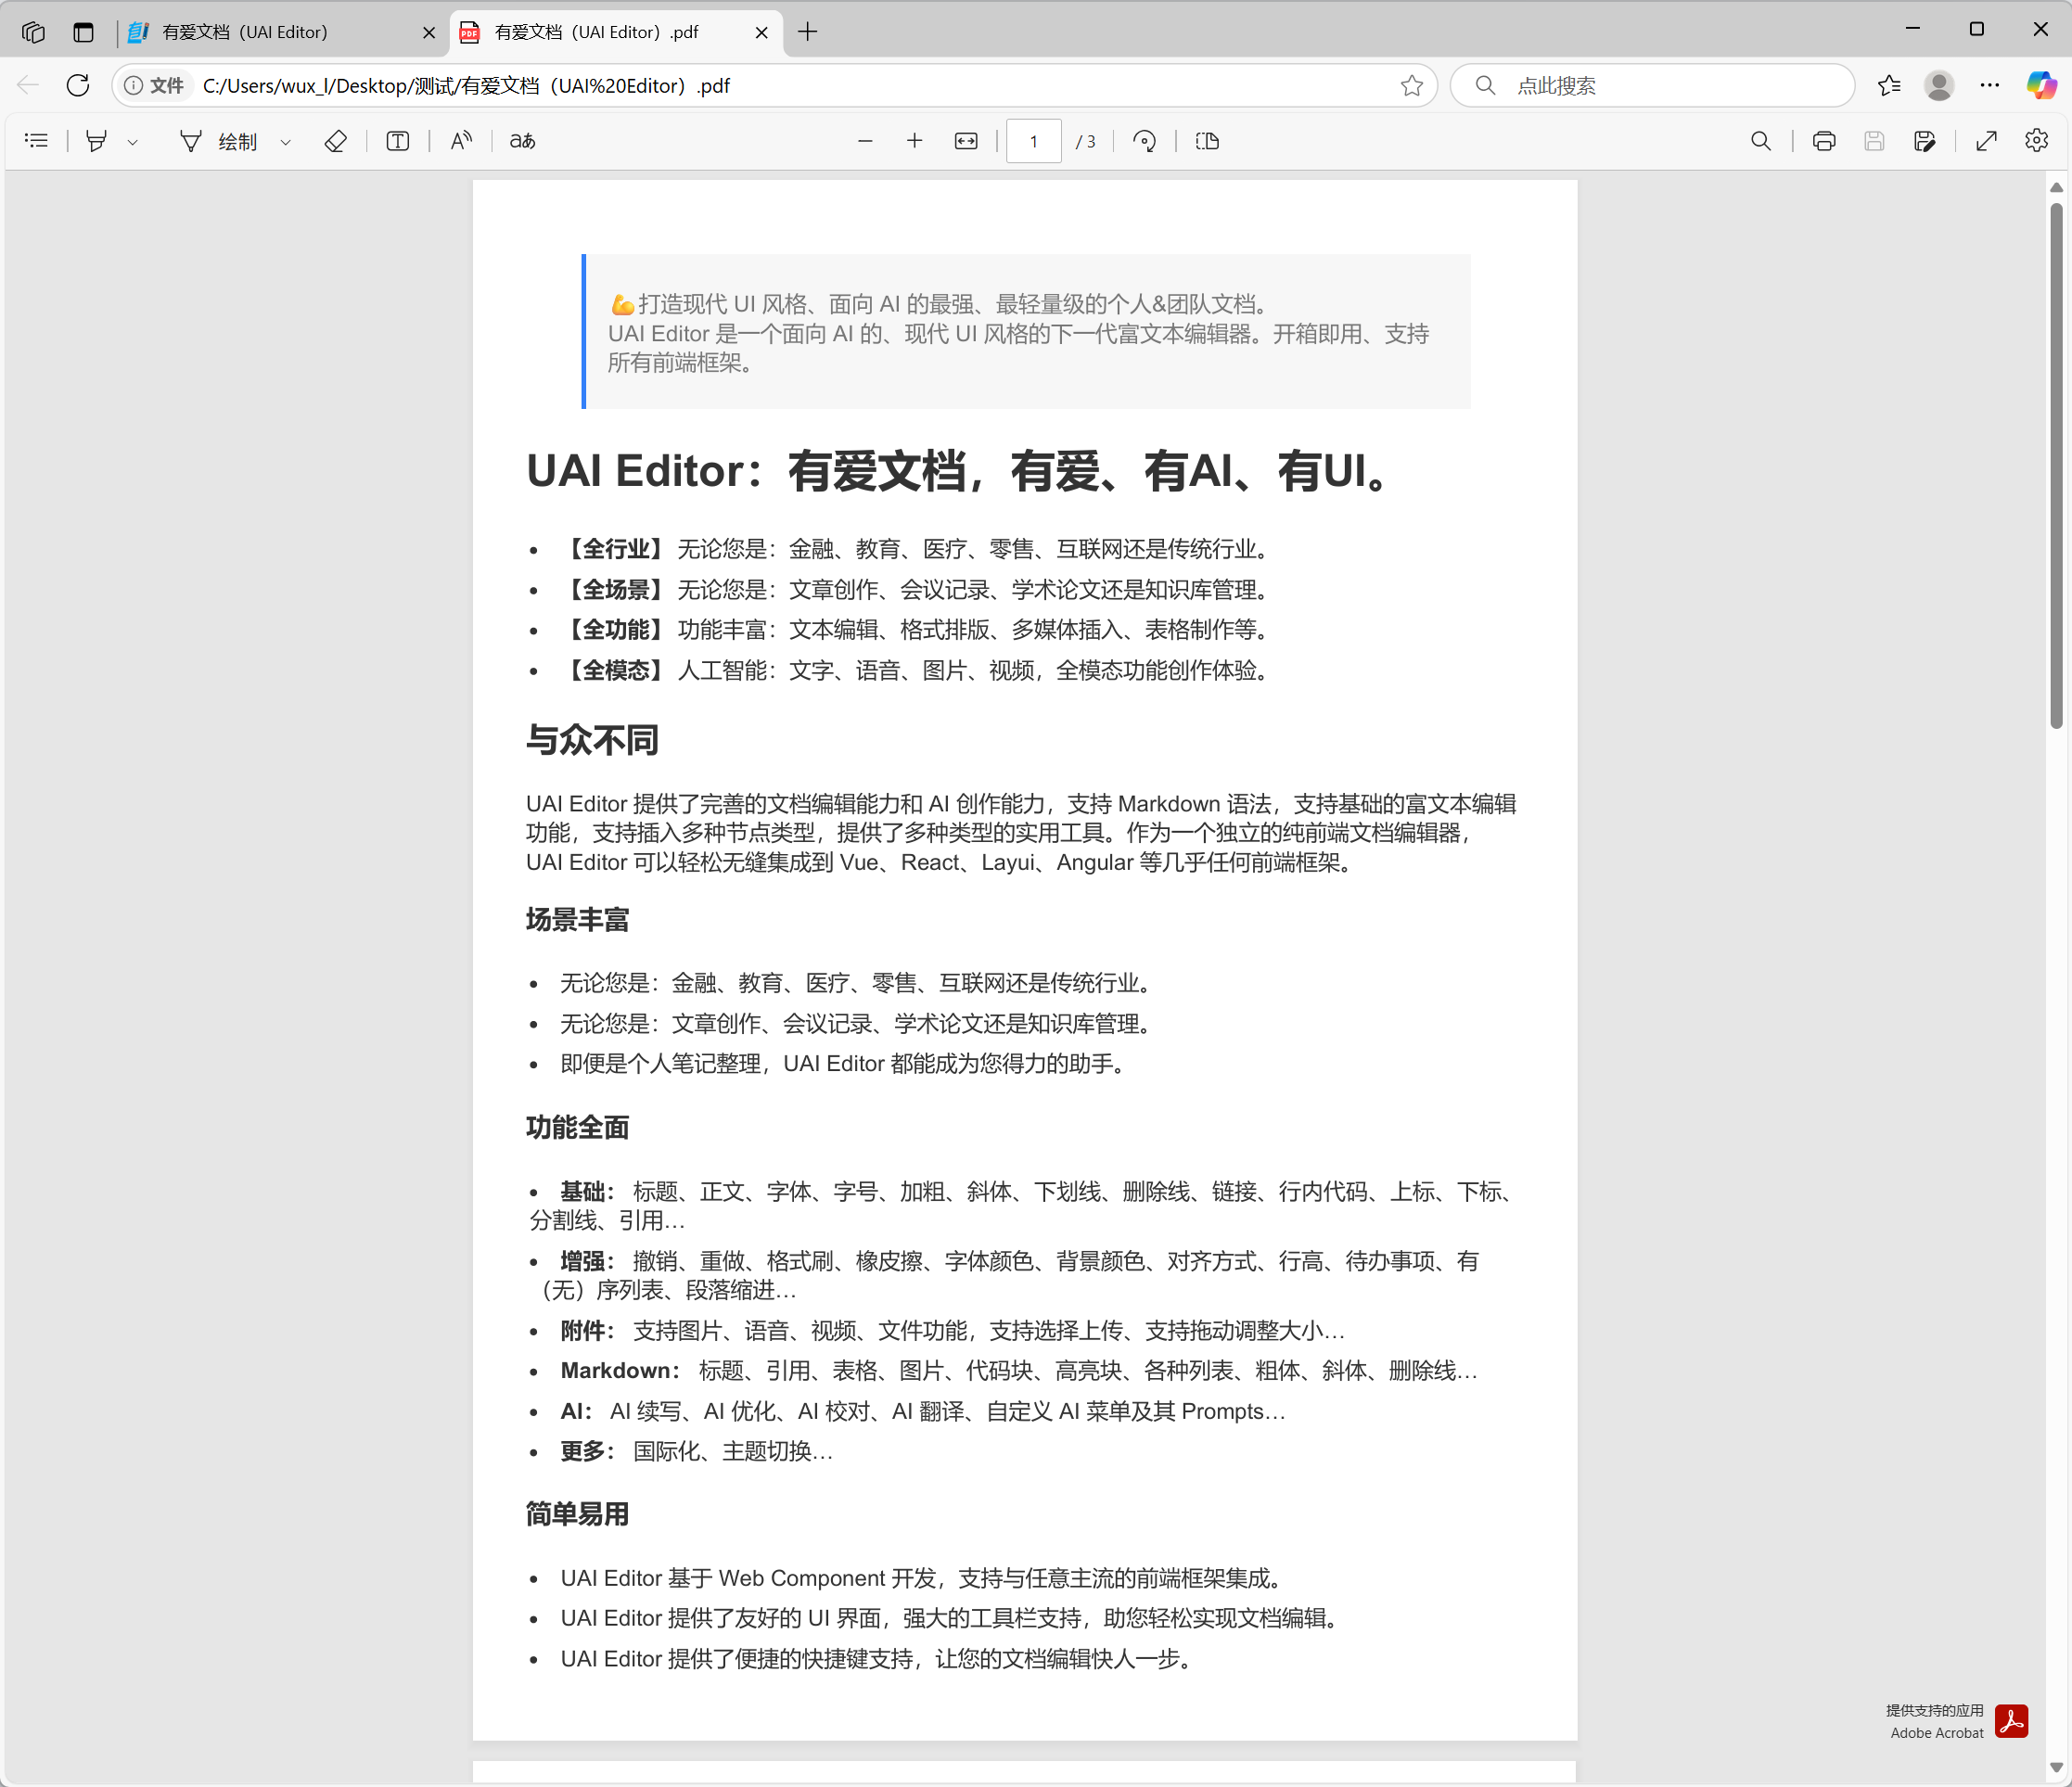 有爱文档（UAI Editor）
有爱文档（UAI Editor）.pdf
文件
C:/Users/wux_l/Desktop/测试/有爱文档（UAI%20Editor）.pdf
点此搜索
绘制
aあ
1
/ 3
💪打造现代 UI 风格、面向 AI 的最强、最轻量级的个人&团队文档。
UAI Editor 是一个面向 AI 的、现代 UI 风格的下一代富文本编辑器。开箱即用、支持
所有前端框架。
UAI Editor：有爱文档，有爱、有AI、有UI。
• 【全行业】 无论您是：金融、教育、医疗、零售、互联网还是传统行业。
• 【全场景】 无论您是：文章创作、会议记录、学术论文还是知识库管理。
• 【全功能】 功能丰富：文本编辑、格式排版、多媒体插入、表格制作等。
• 【全模态】 人工智能：文字、语音、图片、视频，全模态功能创作体验。
与众不同
UAI Editor 提供了完善的文档编辑能力和 AI 创作能力，支持 Markdown 语法，支持基础的富文本编辑
功能，支持插入多种节点类型，提供了多种类型的实用工具。作为一个独立的纯前端文档编辑器，
UAI Editor 可以轻松无缝集成到 Vue、React、Layui、Angular 等几乎任何前端框架。
场景丰富
• 无论您是：金融、教育、医疗、零售、互联网还是传统行业。
• 无论您是：文章创作、会议记录、学术论文还是知识库管理。
• 即便是个人笔记整理，UAI Editor 都能成为您得力的助手。
功能全面
• 基础： 标题、正文、字体、字号、加粗、斜体、下划线、删除线、链接、行内代码、上标、下标、
分割线、引用…
• 增强： 撤销、重做、格式刷、橡皮擦、字体颜色、背景颜色、对齐方式、行高、待办事项、有
（无）序列表、段落缩进…
• 附件： 支持图片、语音、视频、文件功能，支持选择上传、支持拖动调整大小…
• Markdown： 标题、引用、表格、图片、代码块、高亮块、各种列表、粗体、斜体、删除线…
• AI： AI 续写、AI 优化、AI 校对、AI 翻译、自定义 AI 菜单及其 Prompts…
• 更多： 国际化、主题切换…
简单易用
• UAI Editor 基于 Web Component 开发，支持与任意主流的前端框架集成。
• UAI Editor 提供了友好的 UI 界面，强大的工具栏支持，助您轻松实现文档编辑。
• UAI Editor 提供了便捷的快捷键支持，让您的文档编辑快人一步。
提供支持的应用
Adobe Acrobat